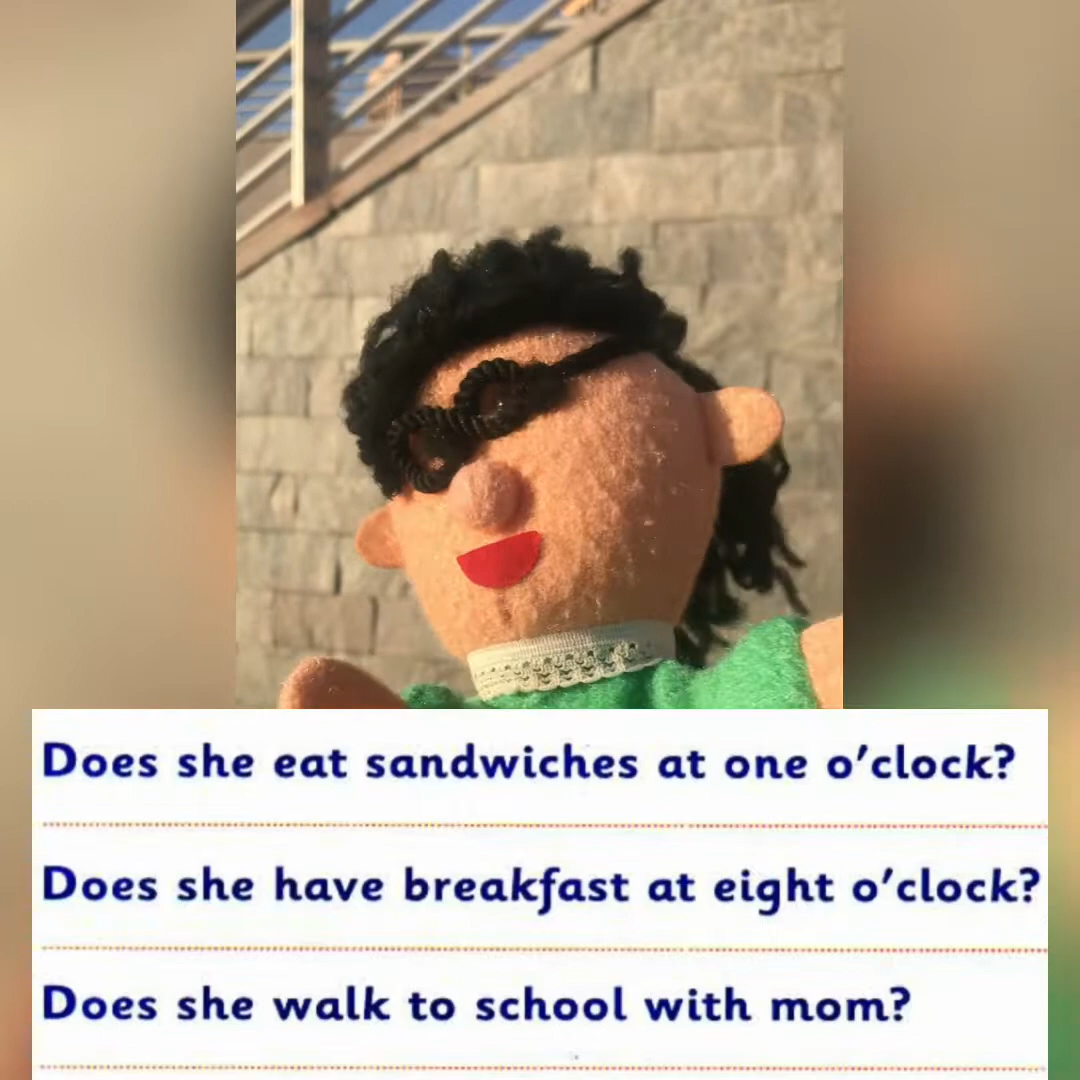 Does she eat sandwiches at one o'clock?
Does she have breakfast at eight o'clock?
Does she walk to school with mom?